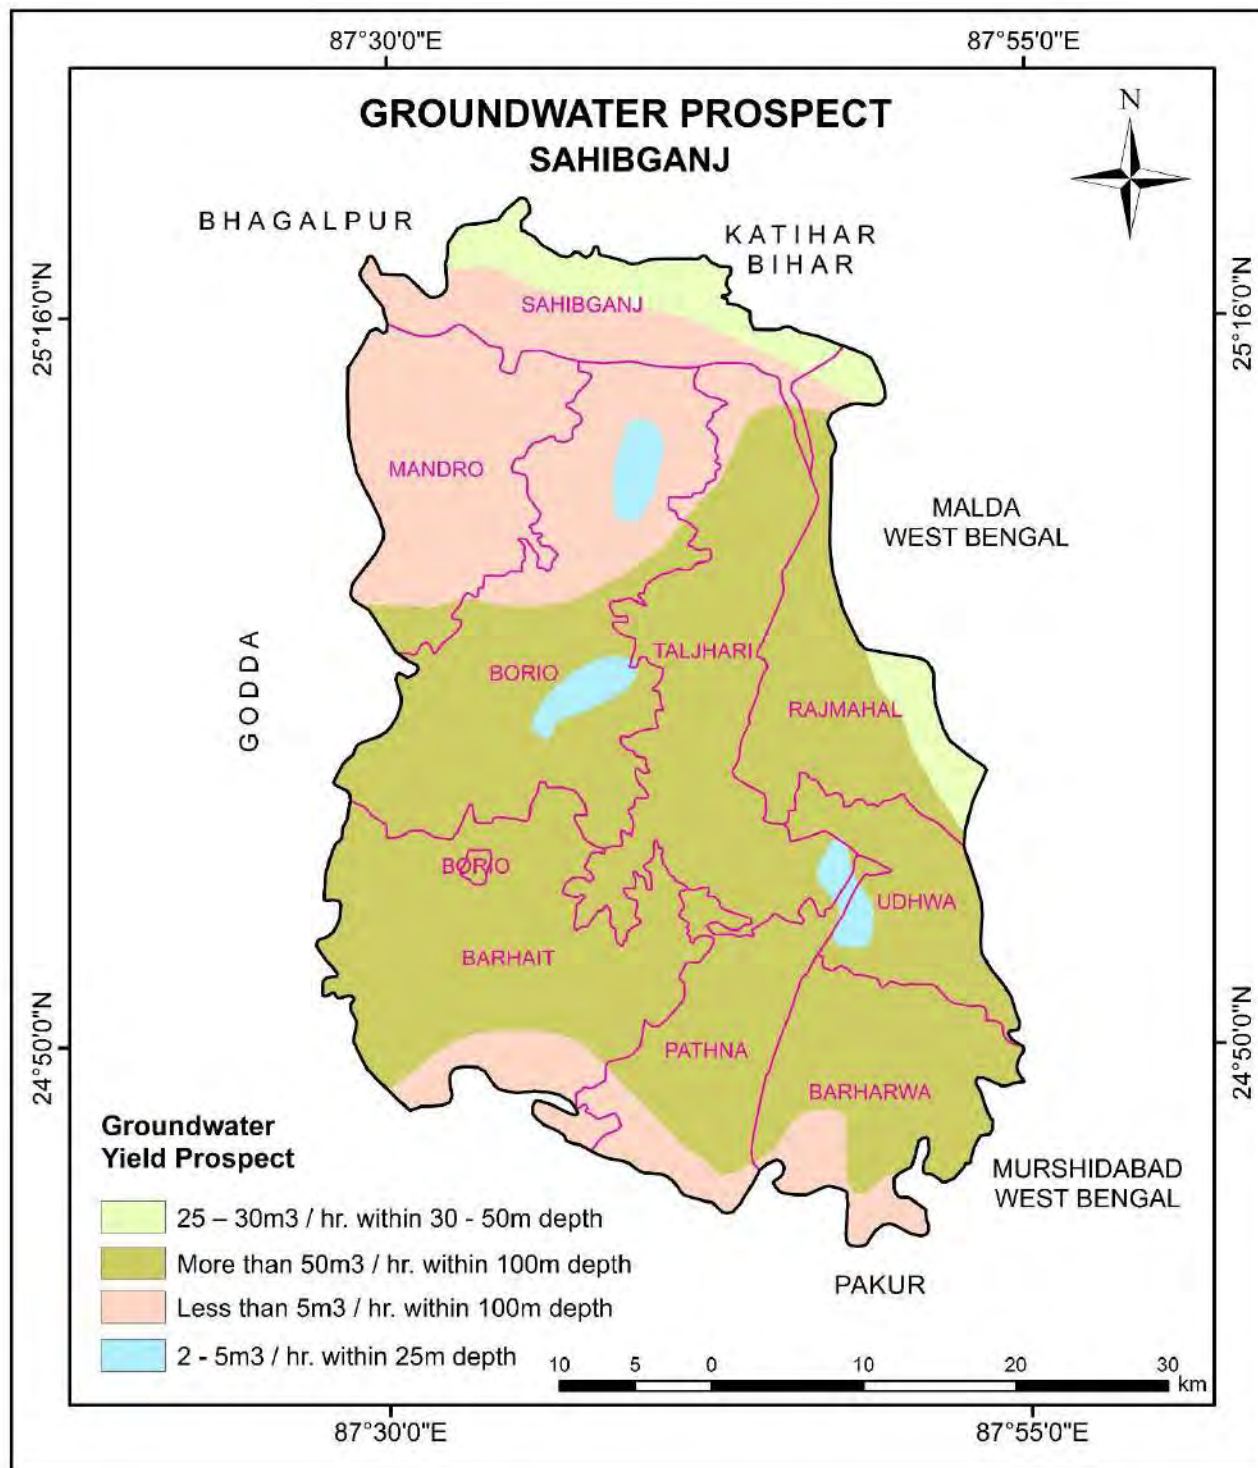 87°30'0"E
87°55'0"E
GROUNDWATER PROSPECT
SAHIBGANJ
N
BHAGALPUR
KATIHAR
BIHAR
25°16'0"N
25°16'0"N
SAHIBGANJ
MANDRO
MALDA
WEST BENGAL
GODDA
TALJHARI
BORIO
RAJMAHAL
BORIO
UDHWA
BARHAIT
24°50'0"N
24°50'0"N
PATHNA
BARHARWA
Groundwater
Yield Prospect
MURSHIDABAD
WEST BENGAL
25 – 30m3 / hr. within 30 - 50m depth
More than 50m3 / hr. within 100m depth
PAKUR
Less than 5m3 / hr. within 100m depth
2 - 5m3 / hr. within 25m depth
10 5 0 10 20 30
km
87°30'0"E
87°55'0"E